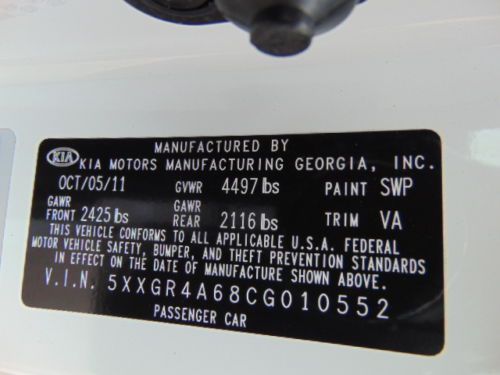 MANUFACTURED BY
KIA KIA MOTORS MANUFACTURING GEORGIA, INC.
OCT/05/11 GVWR 4497 lbs PAINT SWP
GAWR FRONT 2425 lbs GAWR REAR 2116 lbs TRIM VA
THIS VEHICLE CONFORMS TO ALL APPLICABLE U.S.A. FEDERAL
MOTOR VEHICLE SAFETY, BUMPER, AND THEFT PREVENTION STANDARDS
IN EFFECT ON THE DATE OF MANUFACTURE SHOWN ABOVE.
V.I.N. 5XXGR4A68CG010552
PASSENGER CAR